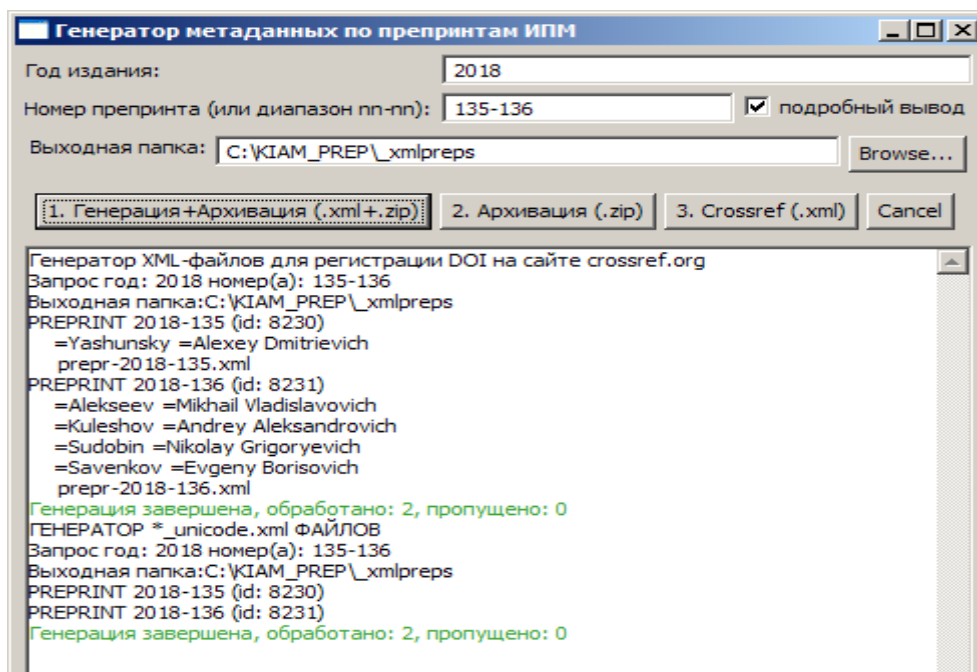 Генератор метаданных по препринтам ИПМ
Год издания: 2018
Номер препринта (или диапазон nn-nn): 135-136 подробный вывод
Выходная папка: C:\KIAM_PREP\_xmlpreps Browse...
1. Генерация+Архивация (.xml+.zip) 2. Архивация (.zip) 3. Crossref (.xml) Cancel
Генератор XML-файлов для регистрации DOI на сайте crossref.org
Запрос год: 2018 номер(а): 135-136
Выходная папка:C:\KIAM_PREP\_xmlpreps
PREPRINT 2018-135 (id: 8230)
=Yashunsky =Alexey Dmitrievich
prepr-2018-135.xml
PREPRINT 2018-136 (id: 8231)
=Alekseev =Mikhail Vladislavovich
=Kuleshov =Andrey Aleksandrovich
=Sudobin =Nikolay Grigoryevich
=Savenkov =Evgeny Borisovich
prepr-2018-136.xml
Генерация завершена, обработано: 2, пропущено: 0
ГЕНЕРАТОР *_unicode.xml ФАЙЛОВ
Запрос год: 2018 номер(а): 135-136
Выходная папка:C:\KIAM_PREP\_xmlpreps
PREPRINT 2018-135 (id: 8230)
PREPRINT 2018-136 (id: 8231)
Генерация завершена, обработано: 2, пропущено: 0